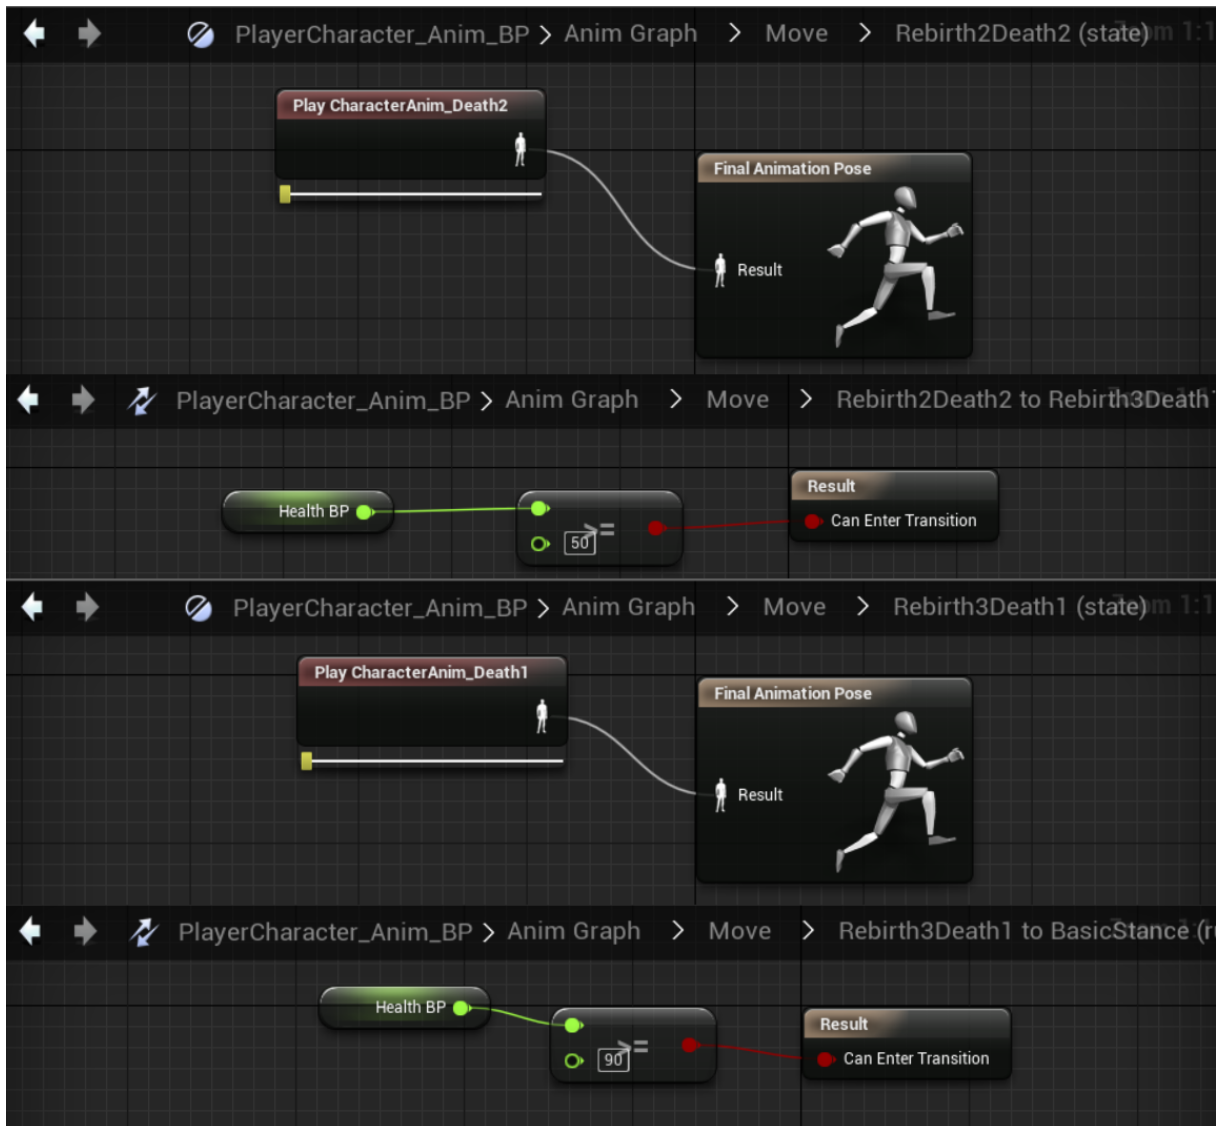 PlayerCharacter_Anim_BP > Anim Graph > Move > Rebirth2Death2 (state)
Play CharacterAnim_Death2
Final Animation Pose
Result
PlayerCharacter_Anim_BP > Anim Graph > Move > Rebirth2Death2 to Rebirth3Death
Result
Health BP
>=
50
Can Enter Transition
PlayerCharacter_Anim_BP > Anim Graph > Move > Rebirth3Death1 (state)
Play CharacterAnim_Death1
Final Animation Pose
Result
PlayerCharacter_Anim_BP > Anim Graph > Move > Rebirth3Death1 to BasicStance (ru
Health BP
Result
>=
90
Can Enter Transition